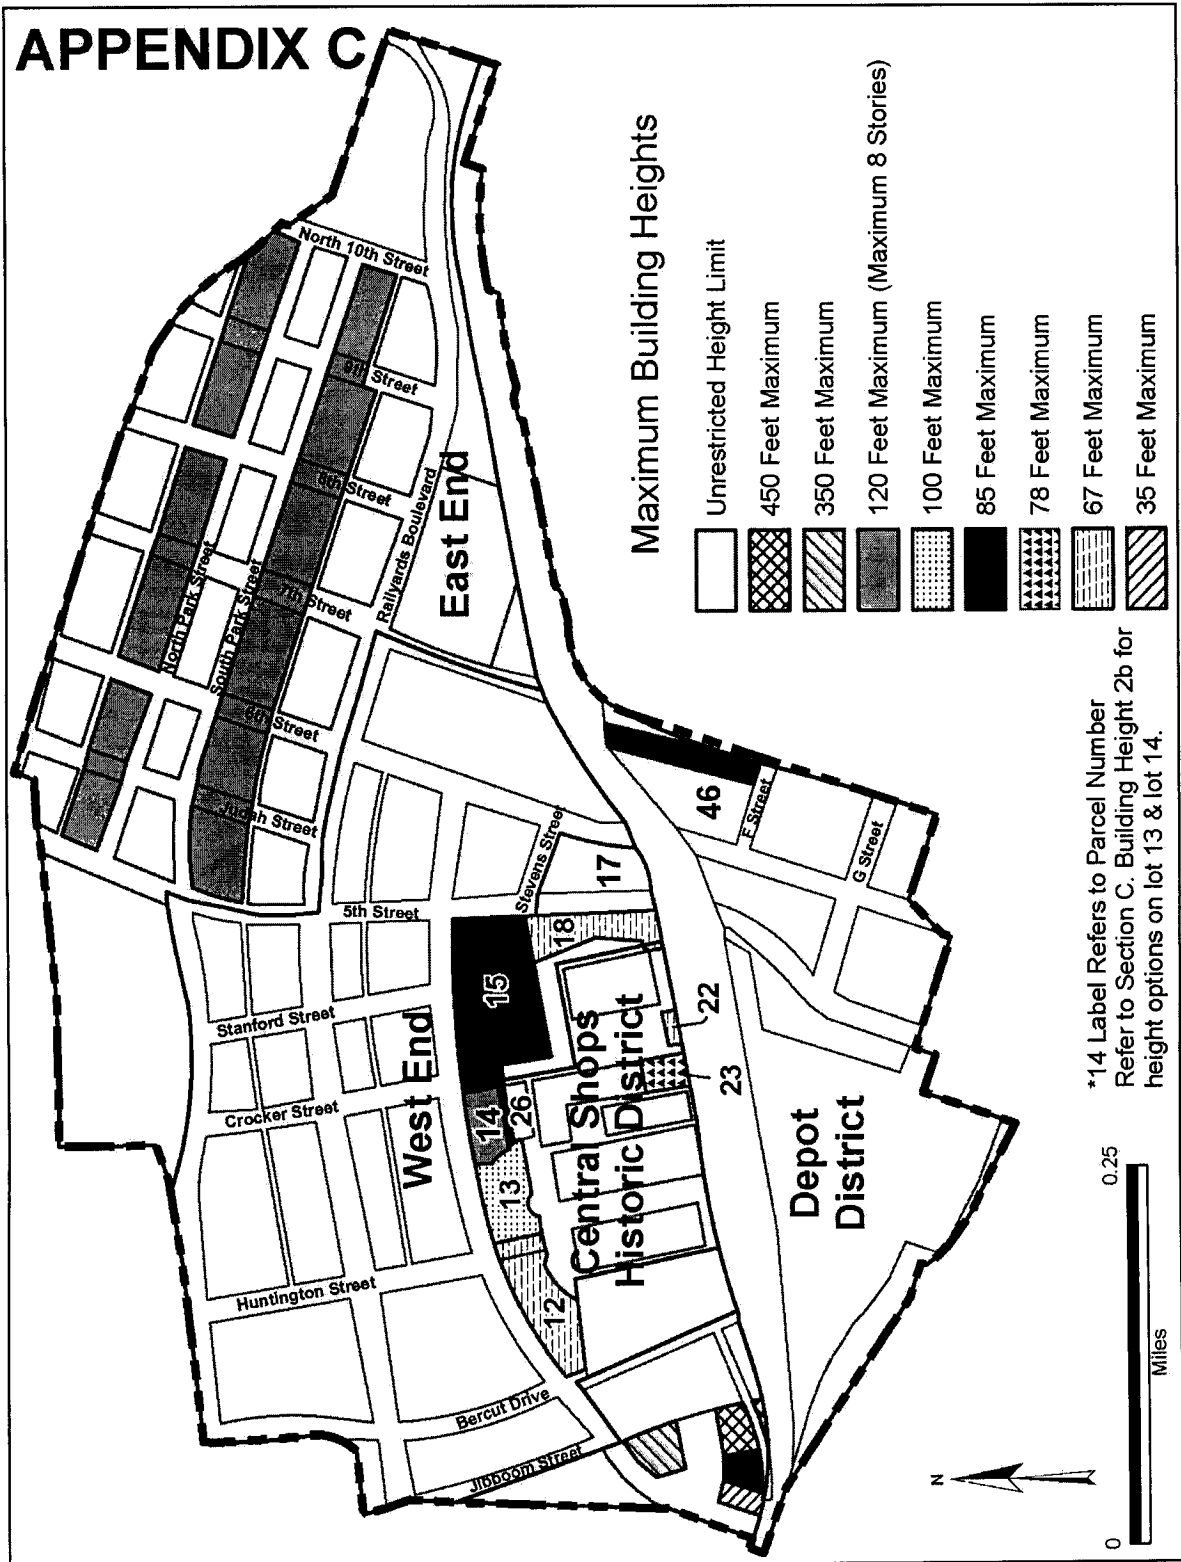 APPENDIX C
North 10th Street
9th Street
8th Street
7th Street
6th Street
Judah Street
North Park Street
South Park Street
Railyards Boulevard
East End
5th Street
Stevens Street
Stanford Street
Crocker Street
Huntington Street
Bercut Drive
Jibboom Street
West End
F Street
G Street
46
17
18
15
14
26
13
12
22
23
Central Shops
Historic District
Depot
District
Maximum Building Heights
Unrestricted Height Limit
450 Feet Maximum
350 Feet Maximum
120 Feet Maximum (Maximum 8 Stories)
100 Feet Maximum
85 Feet Maximum
78 Feet Maximum
67 Feet Maximum
35 Feet Maximum
*14 Label Refers to Parcel Number
Refer to Section C. Building Height 2b for
height options on lot 13 & lot 14.
N
0
0.25
Miles